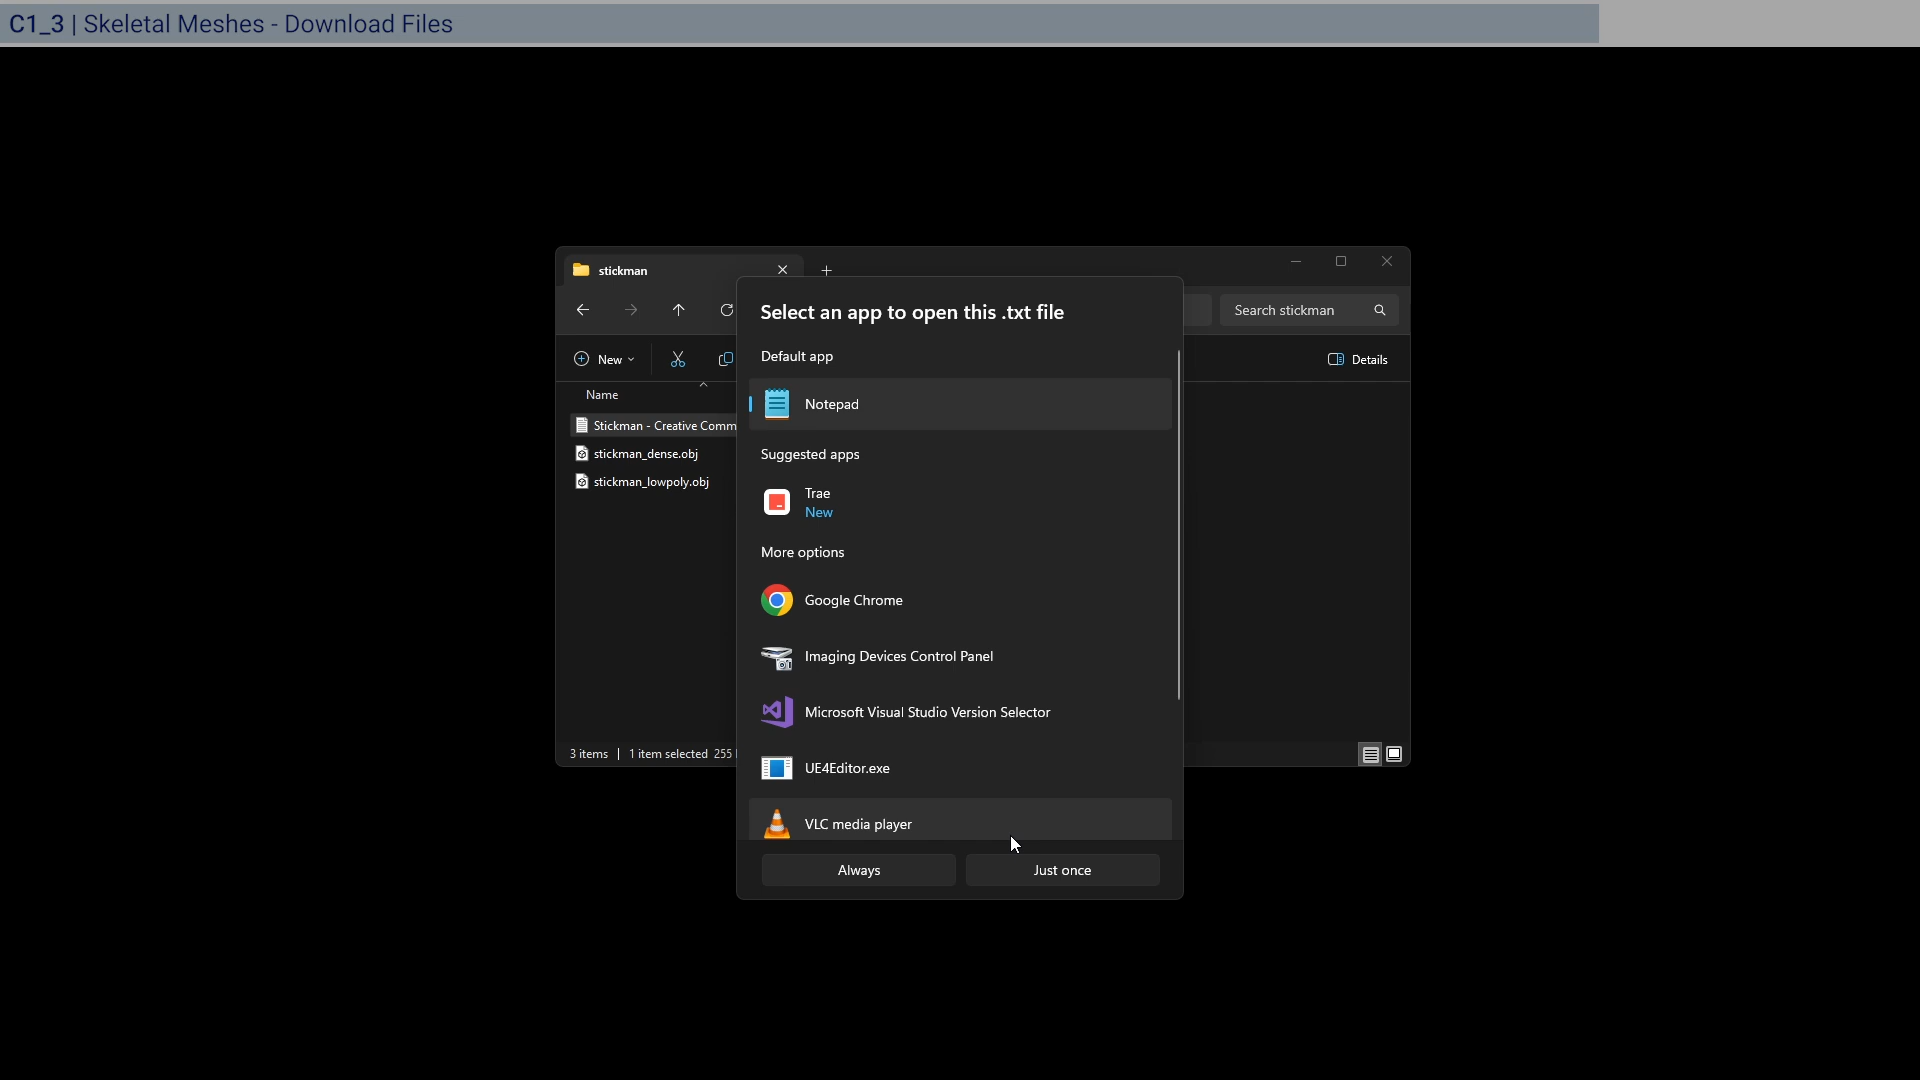 C1_3 | Skeletal Meshes - Download Files
stickman
Search stickman
New
Details
Name
Stickman - Creative Comm
stickman_dense.obj
stickman_lowpoly.obj
3 items
1 item selected 255
Select an app to open this .txt file
Default app
Notepad
Suggested apps
Trae
New
More options
Google Chrome
Imaging Devices Control Panel
Microsoft Visual Studio Version Selector
UE4Editor.exe
VLC media player
Always
Just once